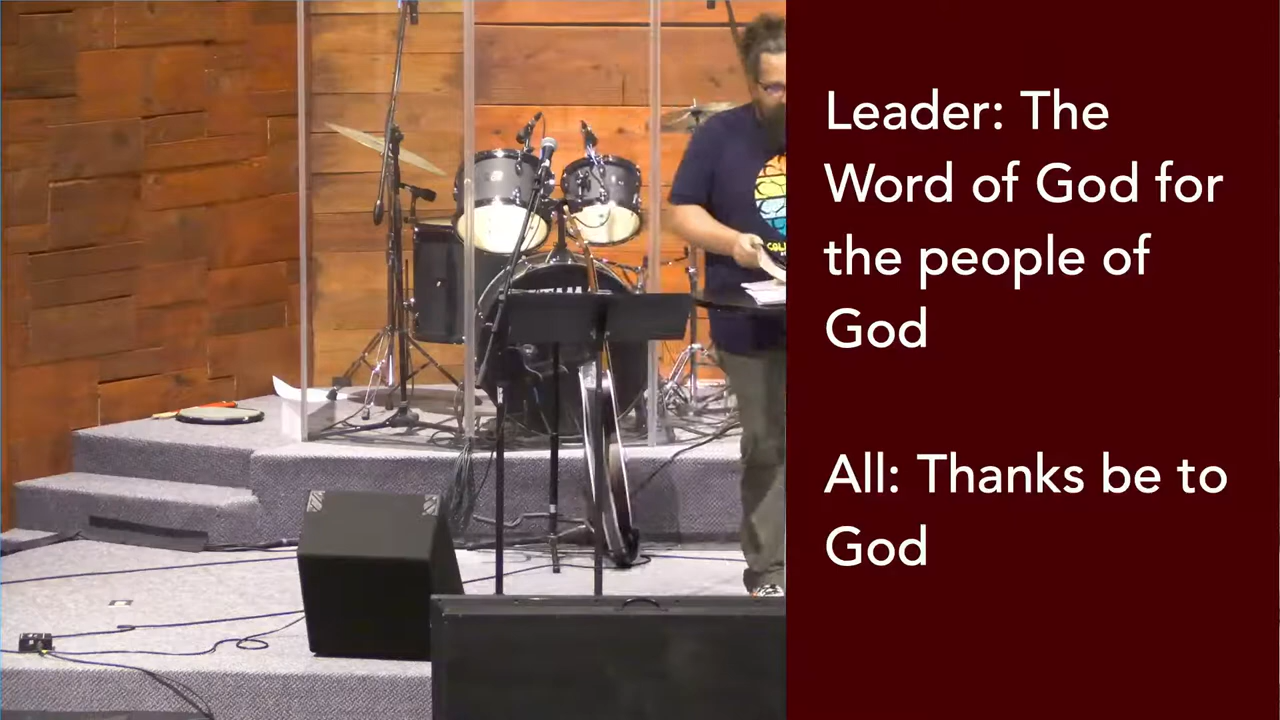 Leader: The
Word of God for
the people of
God
All: Thanks be to
God